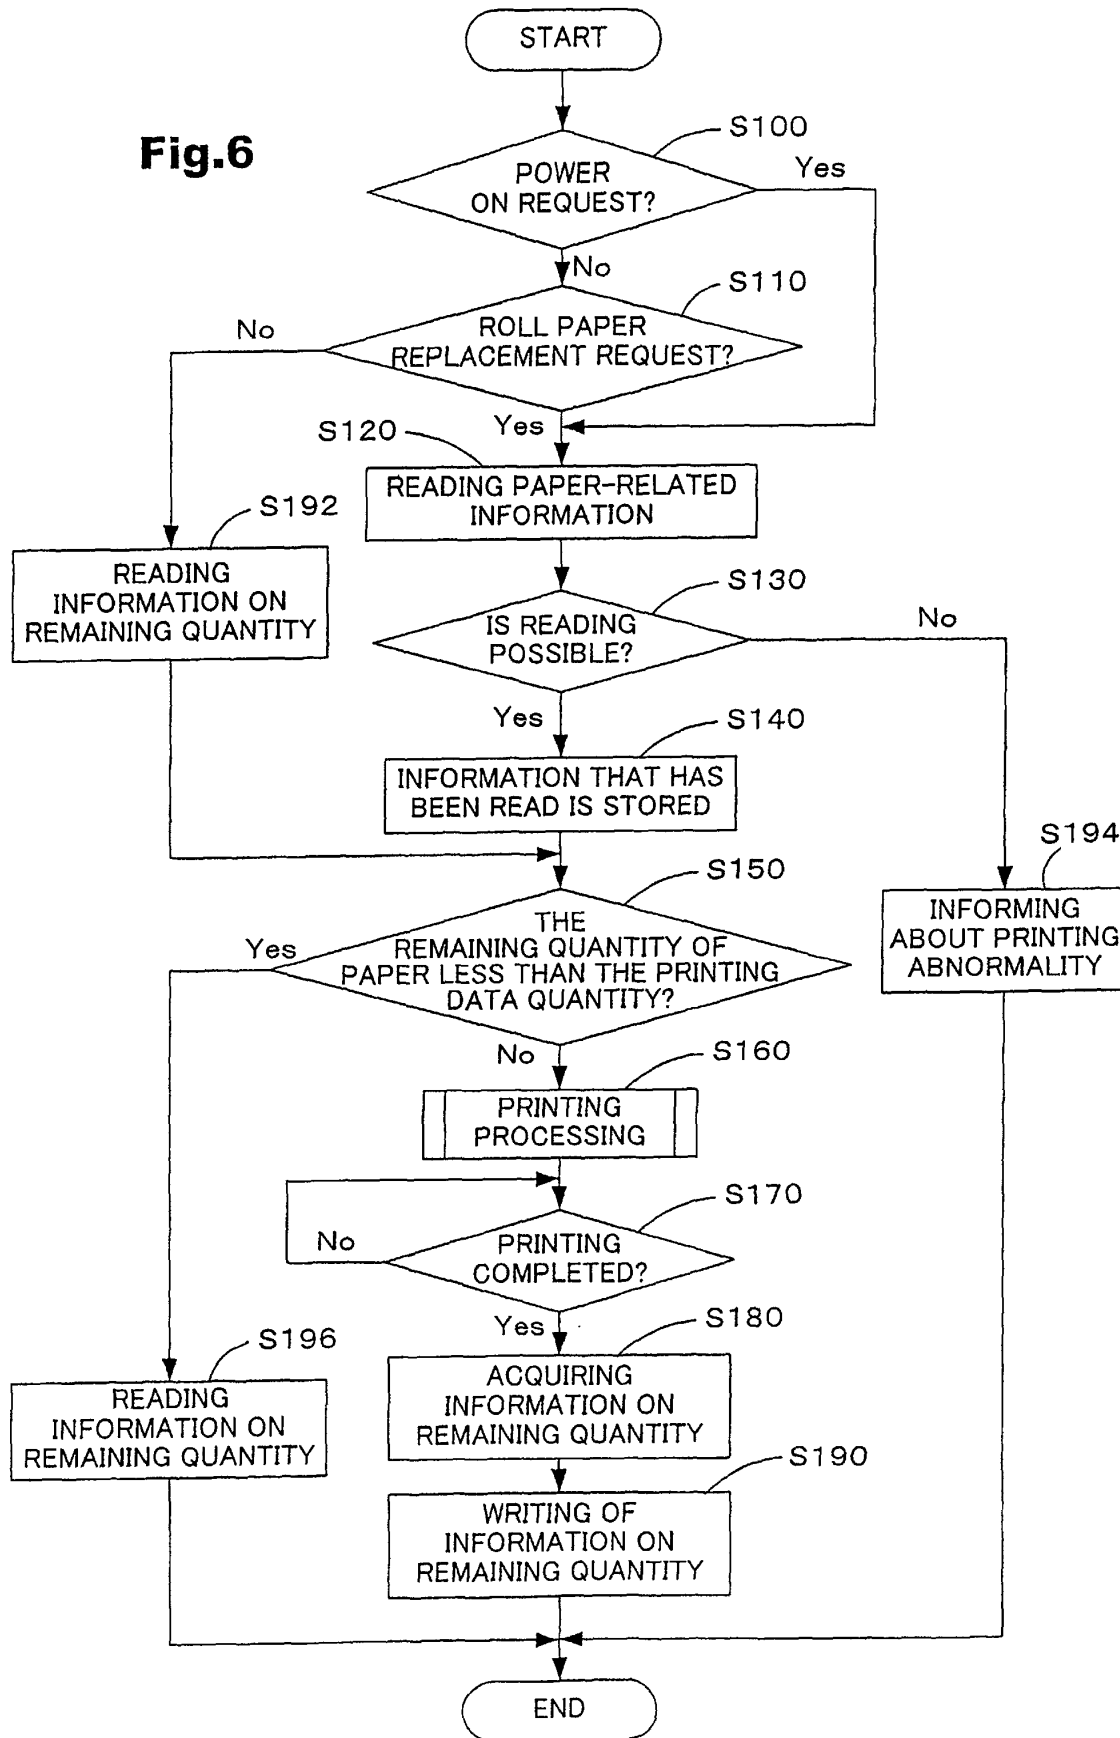 START
Fig.6
S100
POWER
ON REQUEST?
Yes
No
S110
ROLL PAPER
REPLACEMENT REQUEST?
No
Yes
S120
READING PAPER-RELATED
INFORMATION
S192
READING
INFORMATION ON
REMAINING QUANTITY
S130
IS READING
POSSIBLE?
No
Yes
S140
INFORMATION THAT HAS
BEEN READ IS STORED
S194
INFORMING
ABOUT PRINTING
ABNORMALITY
S150
THE
REMAINING QUANTITY OF
PAPER LESS THAN THE PRINTING
DATA QUANTITY?
Yes
No
S160
PRINTING
PROCESSING
S170
PRINTING
COMPLETED?
No
Yes
S180
ACQUIRING
INFORMATION ON
REMAINING QUANTITY
S196
READING
INFORMATION ON
REMAINING QUANTITY
S190
WRITING OF
INFORMATION ON
REMAINING QUANTITY
END